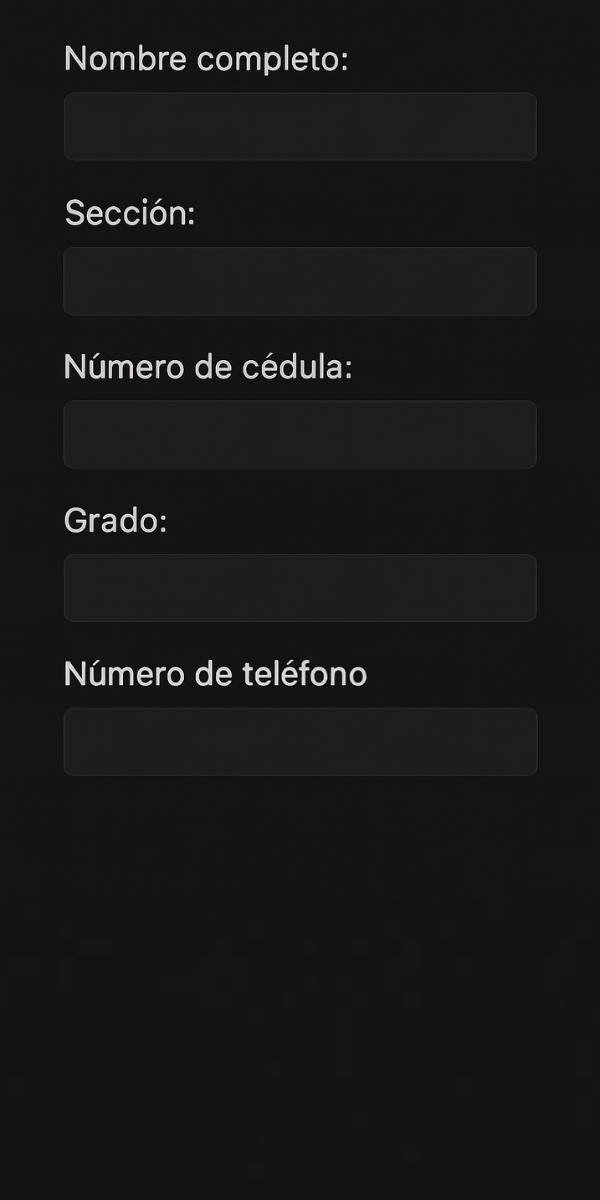 Nombre completo:
Sección:
Número de cédula:
Grado:
Número de teléfono